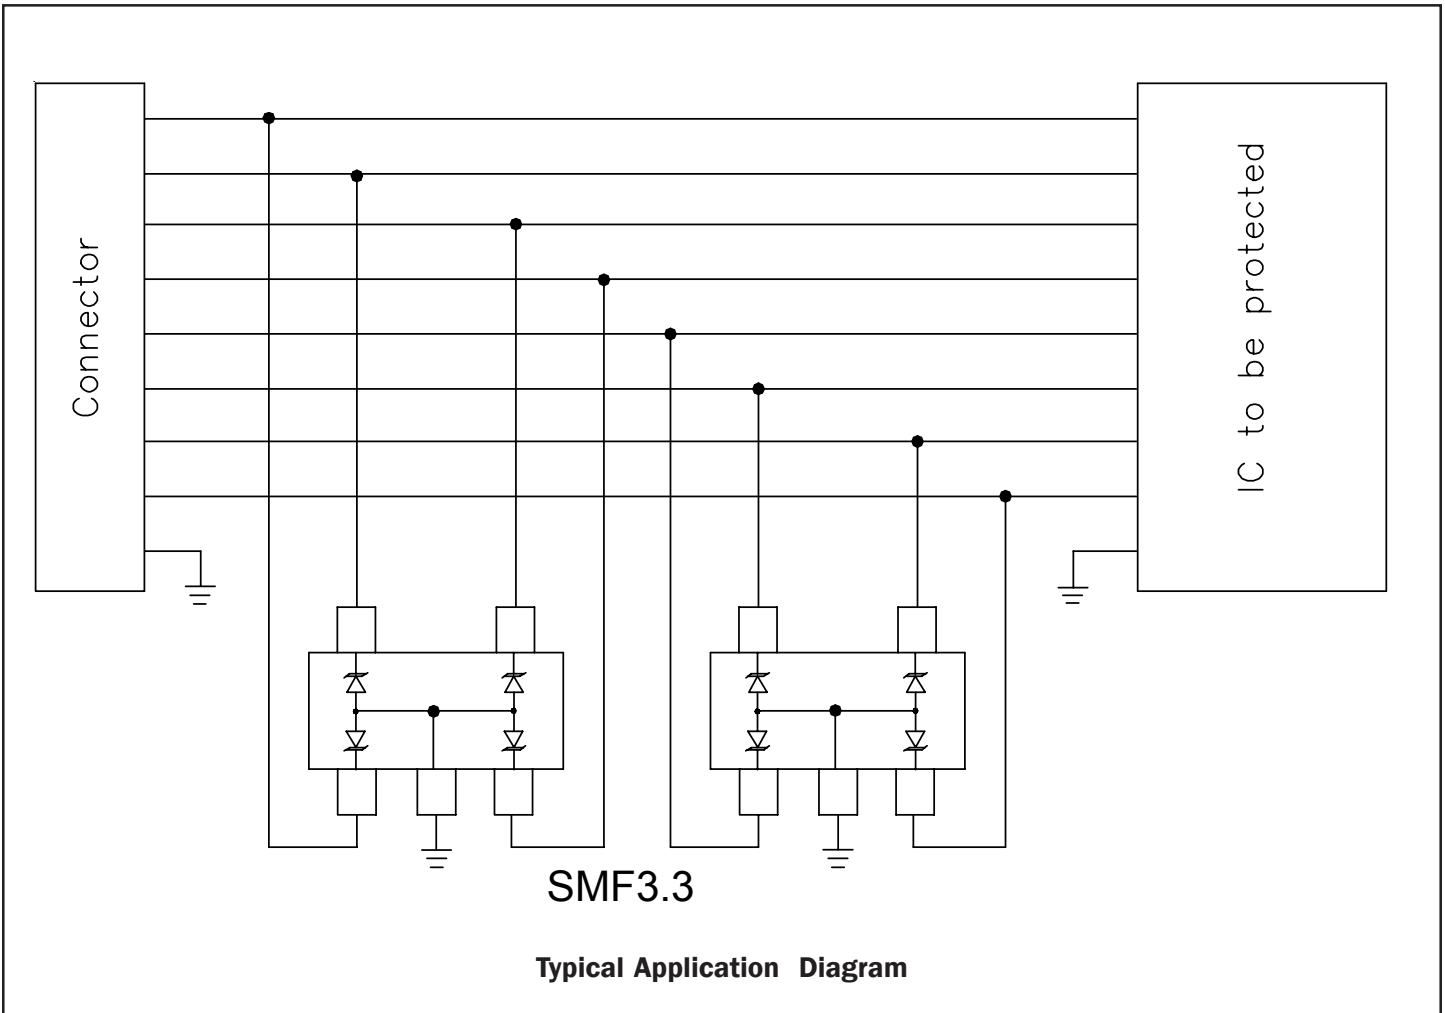 Connector
IC to be protected
SMF3.3
Typical Application Diagram